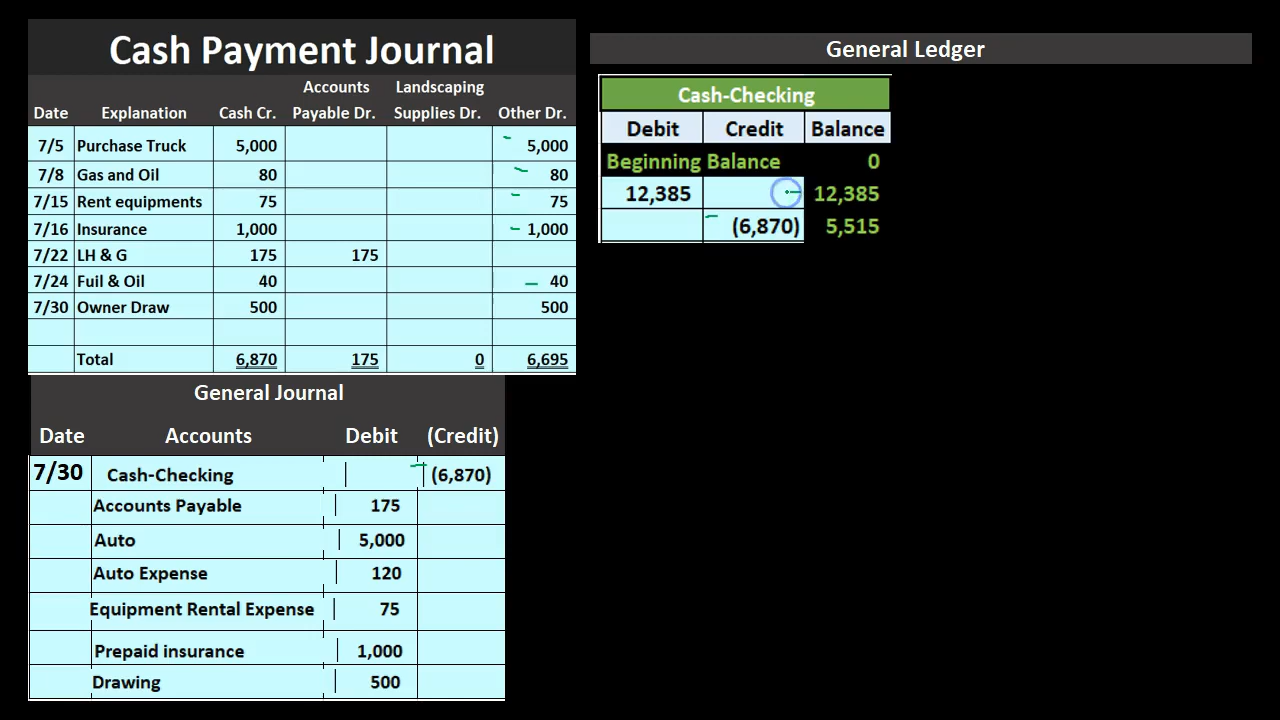 Cash Payment Journal
Accounts Landscaping
Date Explanation Cash Cr. Payable Dr. Supplies Dr. Other Dr.
7/5 Purchase Truck 5,000 5,000
7/8 Gas and Oil 80 80
7/15 Rent equipments 75 75
7/16 Insurance 1,000 1,000
7/22 LH & G 175 175
7/24 Fuil & Oil 40 40
7/30 Owner Draw 500 500
Total 6,870 175 0 6,695
General Journal
Date Accounts Debit (Credit)
7/30 Cash-Checking (6,870)
Accounts Payable 175
Auto 5,000
Auto Expense 120
Equipment Rental Expense 75
Prepaid insurance 1,000
Drawing 500
General Ledger
Cash-Checking
Debit Credit Balance
Beginning Balance 0
12,385 12,385
(6,870) 5,515